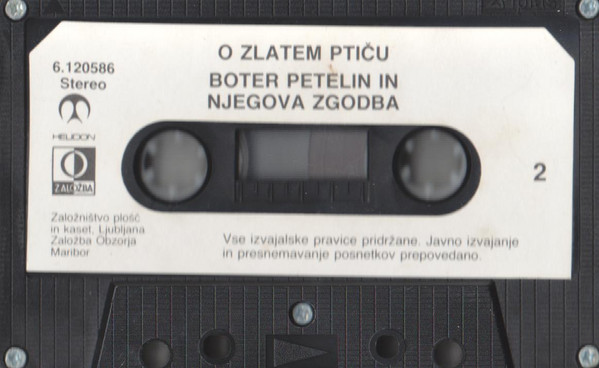 O ZLATEM PTIČU
BOTER PETELIN IN
NJEGOVA ZGODBA
6.120586
Stereo
HELIDON
ZALOŽBA
2
Založništvo plošč
in kaset, Ljubljana
Založba Obzorja
Maribor
Vse izvajalske pravice pridržane. Javno izvajanje
in presnemavanje posnetkov prepovedano.